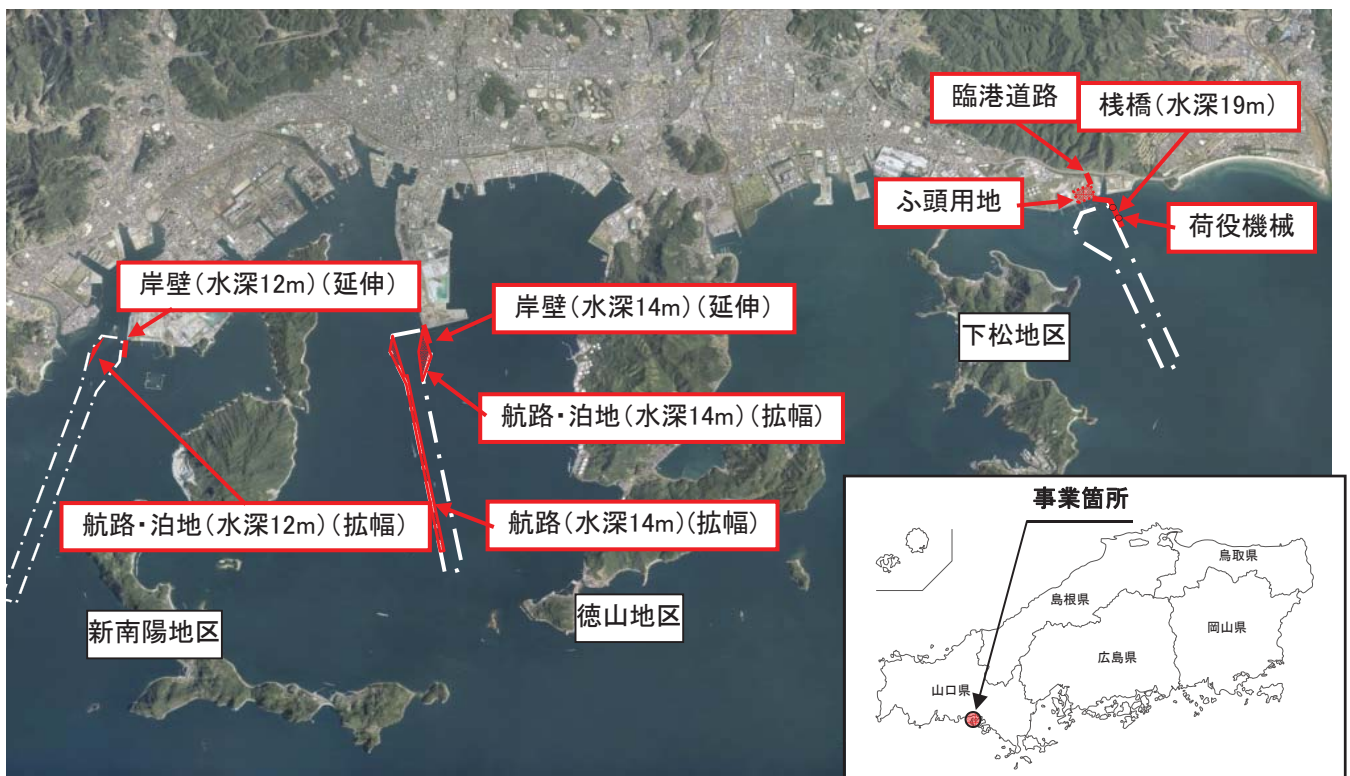 臨港道路
桟橋(水深19m)
ふ頭用地
荷役機械
岸壁(水深12m)(延伸)
岸壁(水深14m)(延伸)
下松地区
航路・泊地(水深14m)(拡幅)
航路・泊地(水深12m)(拡幅)
航路(水深14m)(拡幅)
新南陽地区
徳山地区
事業箇所
鳥取県
島根県
岡山県
広島県
山口県